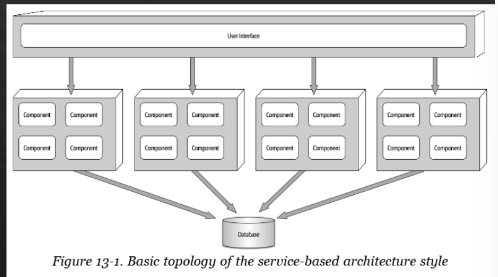 User Interface
Component Component Component Component Component Component Component Component
Component Component Component Component Component Component Component Component
Database
Figure 13-1. Basic topology of the service-based architecture style